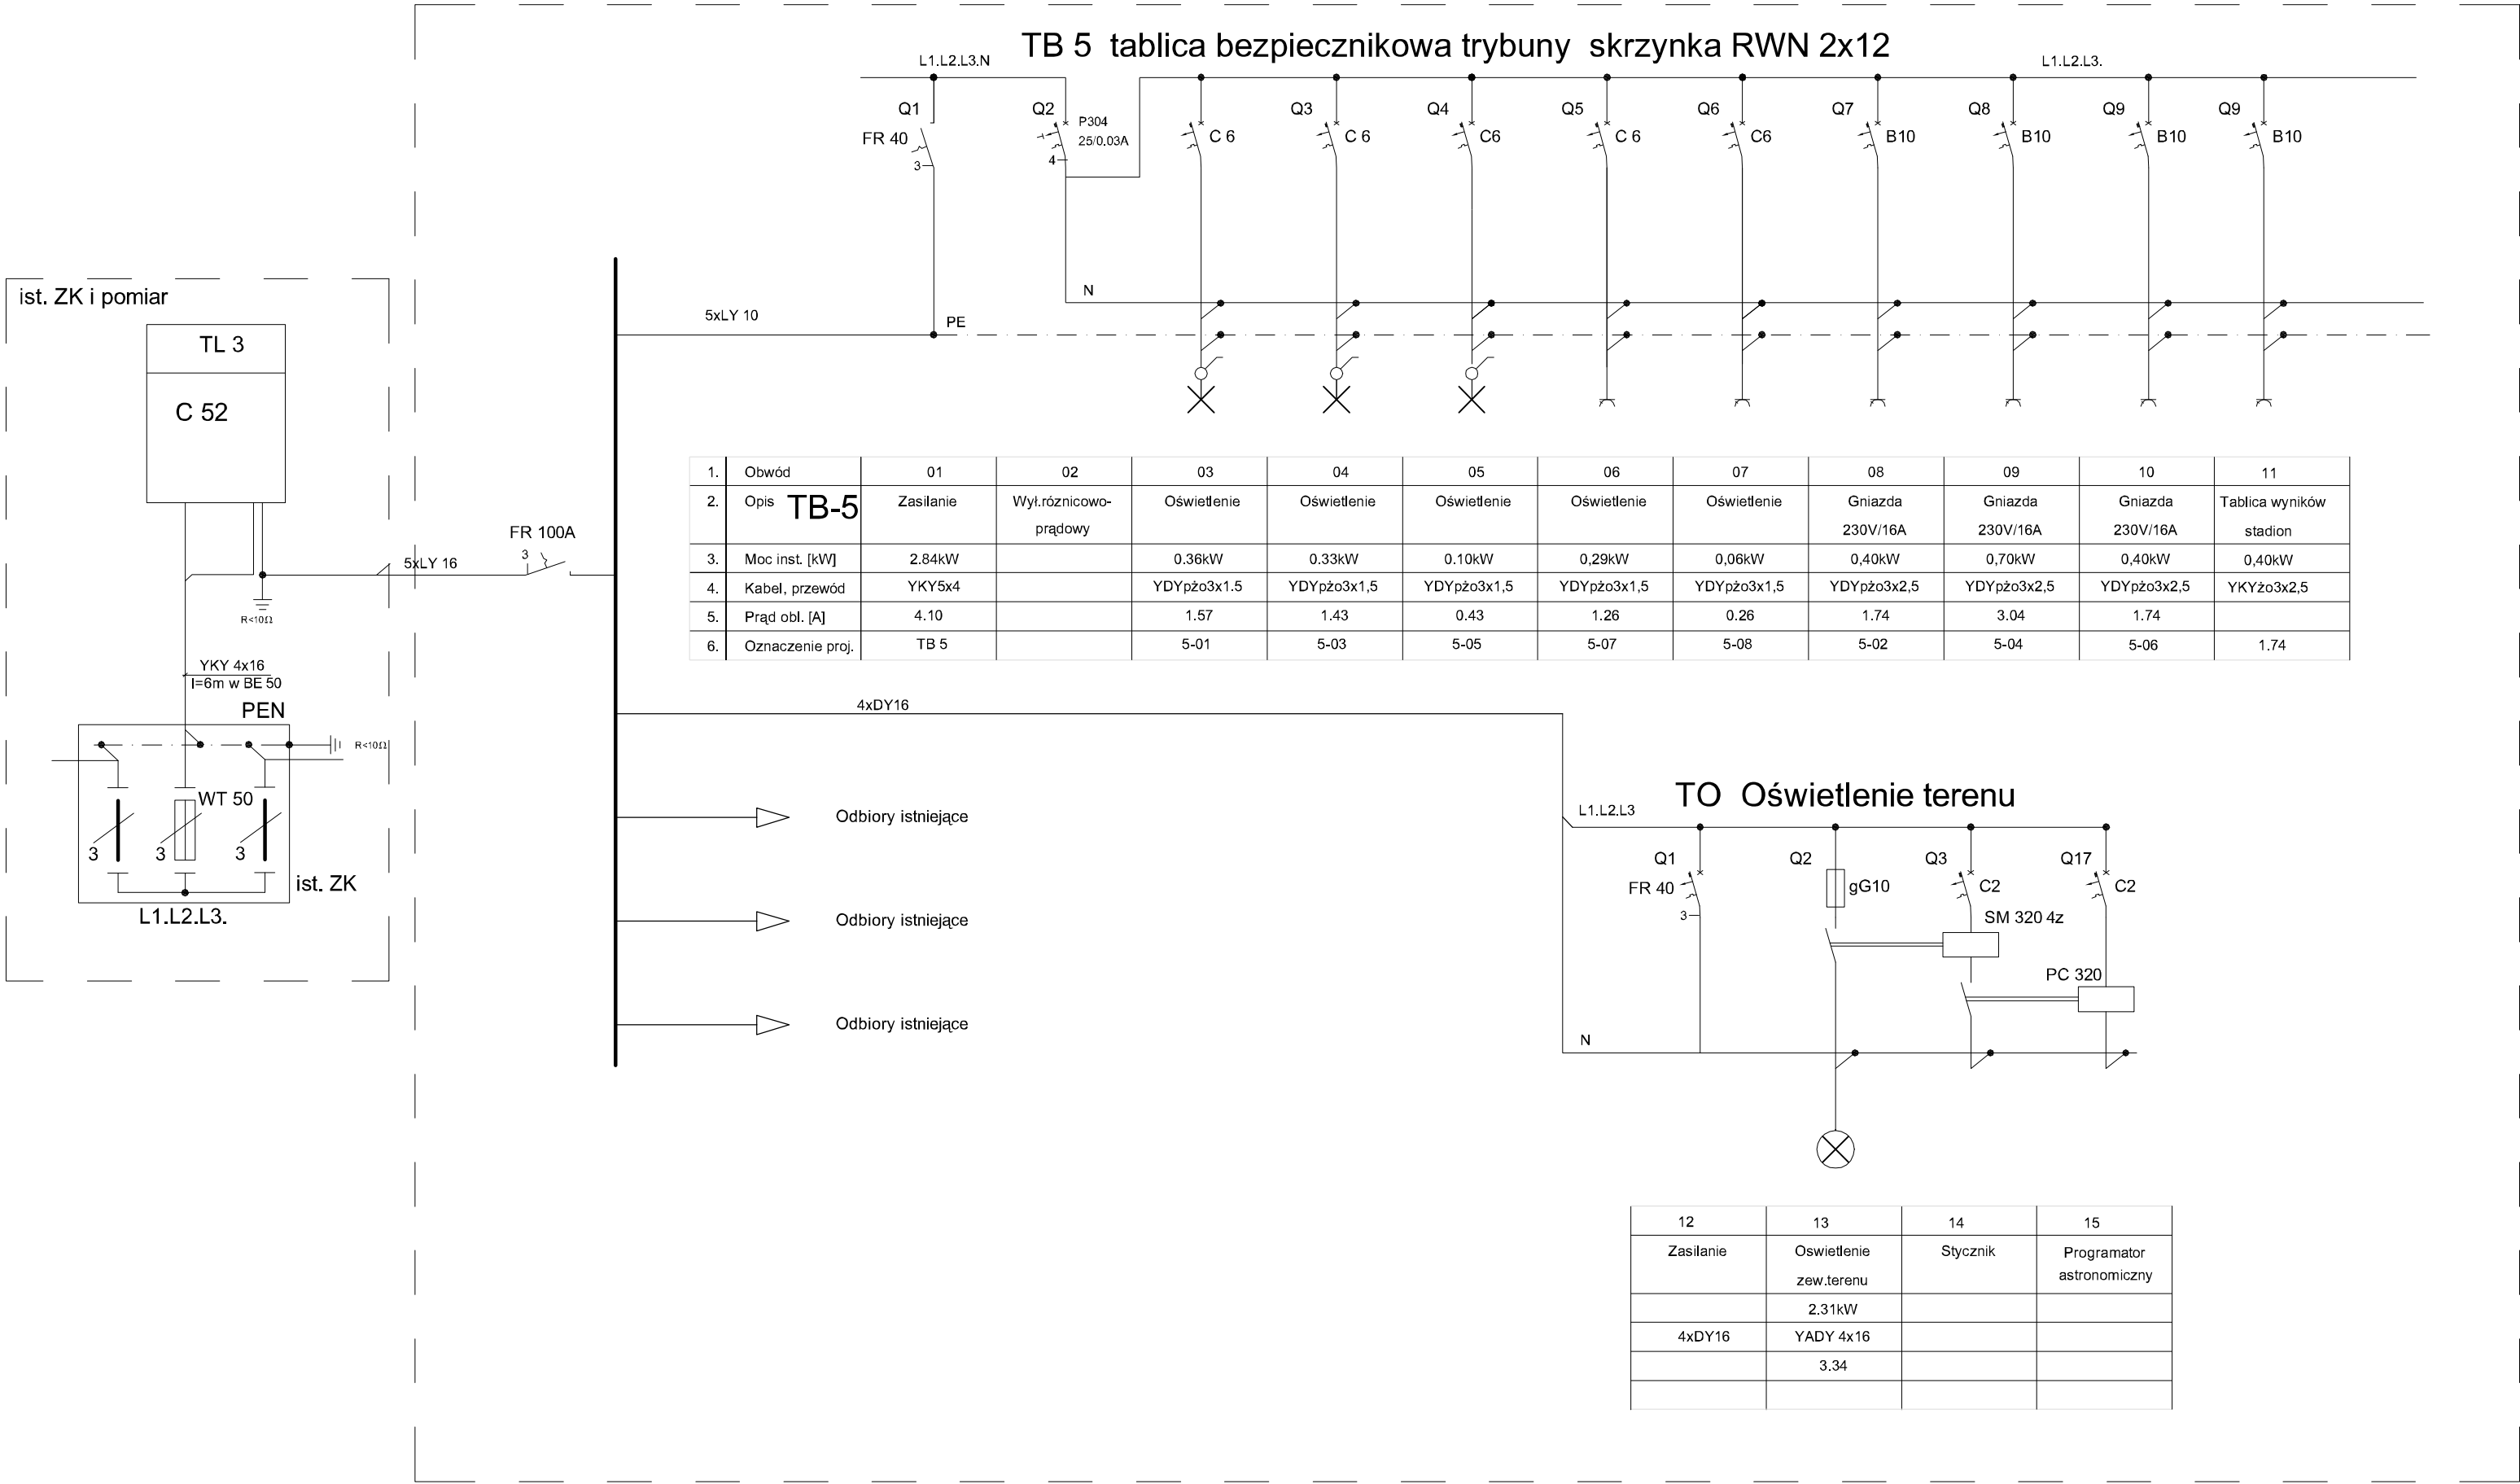 TB 5 tablica bezpiecznikowa trybuny skrzynka RWN 2x12
L1.L2.L3.N
L1.L2.L3.
Q1
FR 40
3
Q2
P304
25/0.03A
4
C 6
Q3
C 6
Q4
C6
Q5
C 6
Q6
C6
Q7
B10
Q8
B10
Q9
B10
Q9
B10
N
5xLY 10
PE
ist. ZK i pomiar
TL 3
C 52
R<10Ω
5xLY 16
FR 100A
3
YKY 4x16
l=6m w BE 50
PEN
R<10Ω
WT 50
3
3
3
ist. ZK
L1.L2.L3.
1. Obwód 01 02 03 04 05 06 07 08 09 10 11
2. Opis TB-5 Zasilanie Wył.róznicowo- Oświetlenie Oświetlenie Oświetlenie Oświetlenie Oświetlenie Gniazda Gniazda Gniazda Tablica wyników
prądowy 230V/16A 230V/16A 230V/16A stadion
3. Moc inst. [kW] 2.84kW 0.36kW 0.33kW 0.10kW 0,29kW 0,06kW 0,40kW 0,70kW 0,40kW 0,40kW
4. Kabel, przewód YKY5x4 YDYpżo3x1.5 YDYpżo3x1,5 YDYpżo3x1,5 YDYpżo3x1,5 YDYpżo3x1,5 YDYpżo3x2,5 YDYpżo3x2,5 YDYpżo3x2,5 YKYżo3x2,5
5. Prąd obl. [A] 4.10 1.57 1.43 0.43 1.26 0.26 1.74 3.04 1.74
6. Oznaczenie proj. TB 5 5-01 5-03 5-05 5-07 5-08 5-02 5-04 5-06 1.74
4xDY16
Odbiory istniejące
Odbiory istniejące
Odbiory istniejące
TO Oświetlenie terenu
L1.L2.L3
Q1
FR 40
3
Q2
gG10
Q3
C2
SM 320 4z
Q17
C2
PC 320
N
12 13 14 15
Zasilanie Oswietlenie Stycznik Programator
zew.terenu astronomiczny
2.31kW
4xDY16 YADY 4x16
3.34